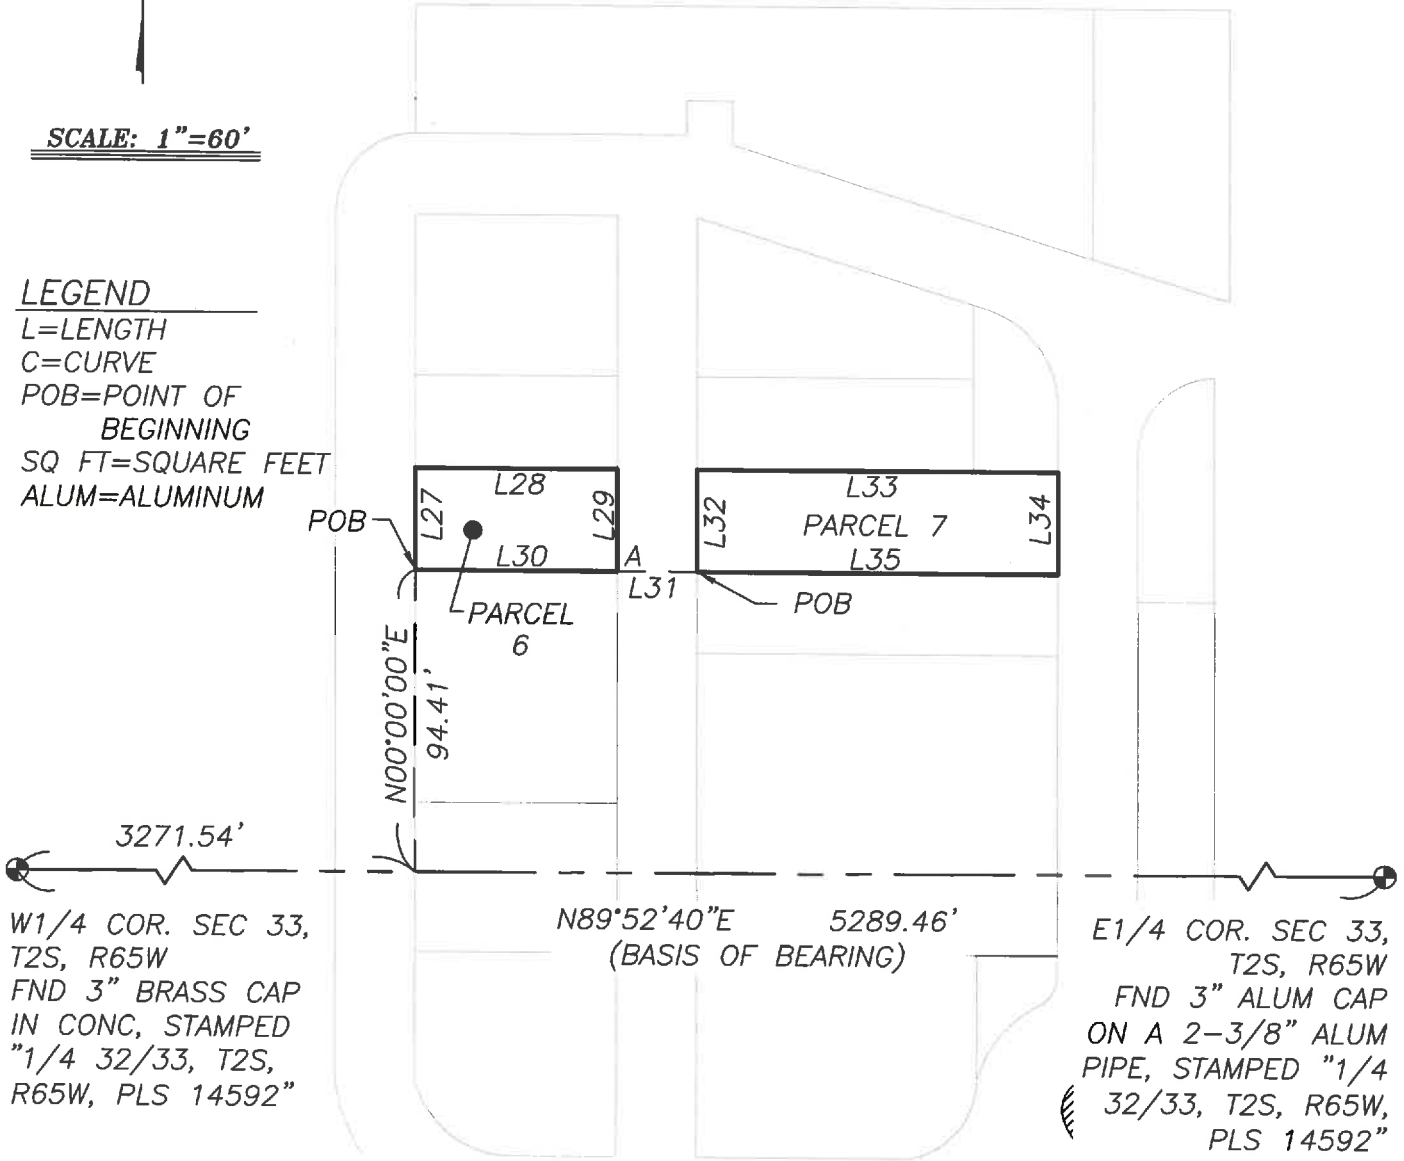 SCALE: 1"=60'
LEGEND
L=LENGTH
C=CURVE
POB=POINT OF
BEGINNING
SQ FT=SQUARE FEET
ALUM=ALUMINUM
L28
L27
L29
L30
POB
PARCEL
6
A
L31
L33
L32
PARCEL 7
L34
L35
POB
N00°00'00"E
94.41'
3271.54'
N89°52'40"E 5289.46'
(BASIS OF BEARING)
W1/4 COR. SEC 33,
T2S, R65W
FND 3" BRASS CAP
IN CONC, STAMPED
"1/4 32/33, T2S,
R65W, PLS 14592"
E1/4 COR. SEC 33,
T2S, R65W
FND 3" ALUM CAP
ON A 2-3/8" ALUM
PIPE, STAMPED "1/4
32/33, T2S, R65W,
PLS 14592"